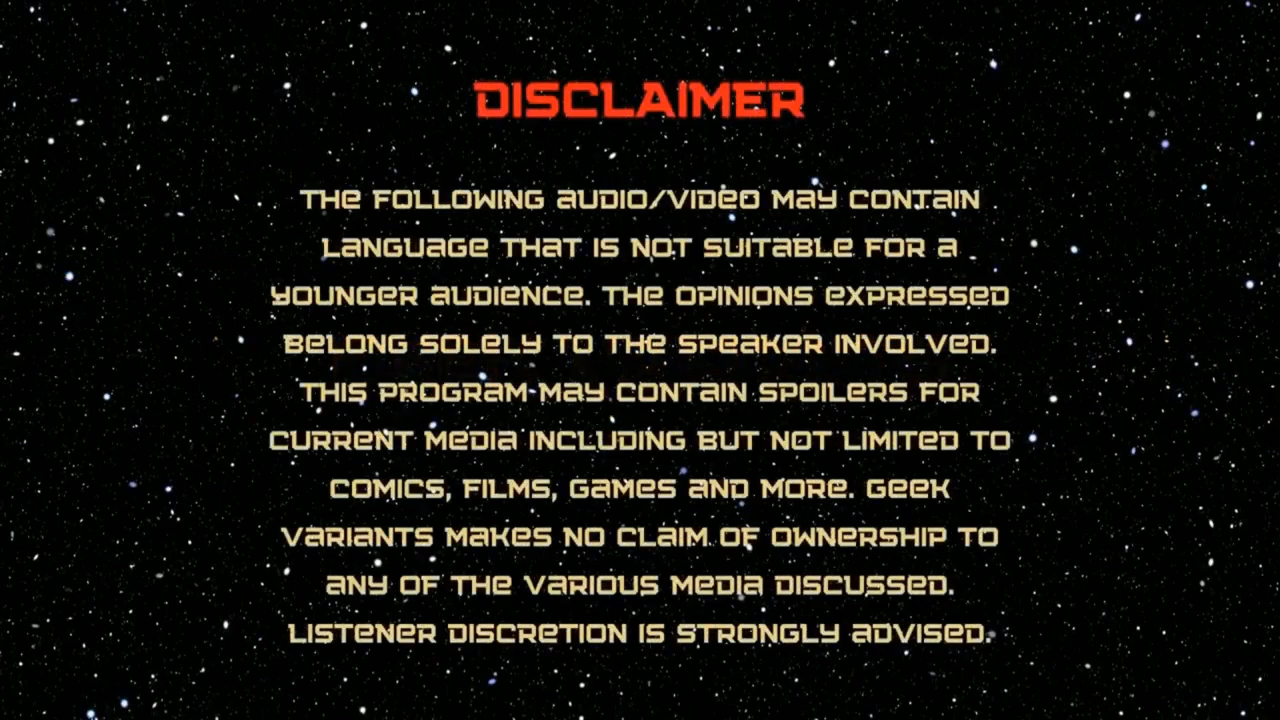 DISCLAIMER
THE FOLLOWING AUDIO/VIDEO MAY CONTAIN
LANGUAGE THAT IS NOT SUITABLE FOR A
YOUNGER AUDIENCE. THE OPINIONS EXPRESSED
BELONG SOLELY TO THE SPEAKER INVOLVED.
THIS PROGRAM MAY CONTAIN SPOILERS FOR
CURRENT MEDIA INCLUDING BUT NOT LIMITED TO
COMICS, FILMS, GAMES AND MORE. GEEK
VARIANTS MAKES NO CLAIM OF OWNERSHIP TO
ANY OF THE VARIOUS MEDIA DISCUSSED.
LISTENER DISCRETION IS STRONGLY ADVISED.